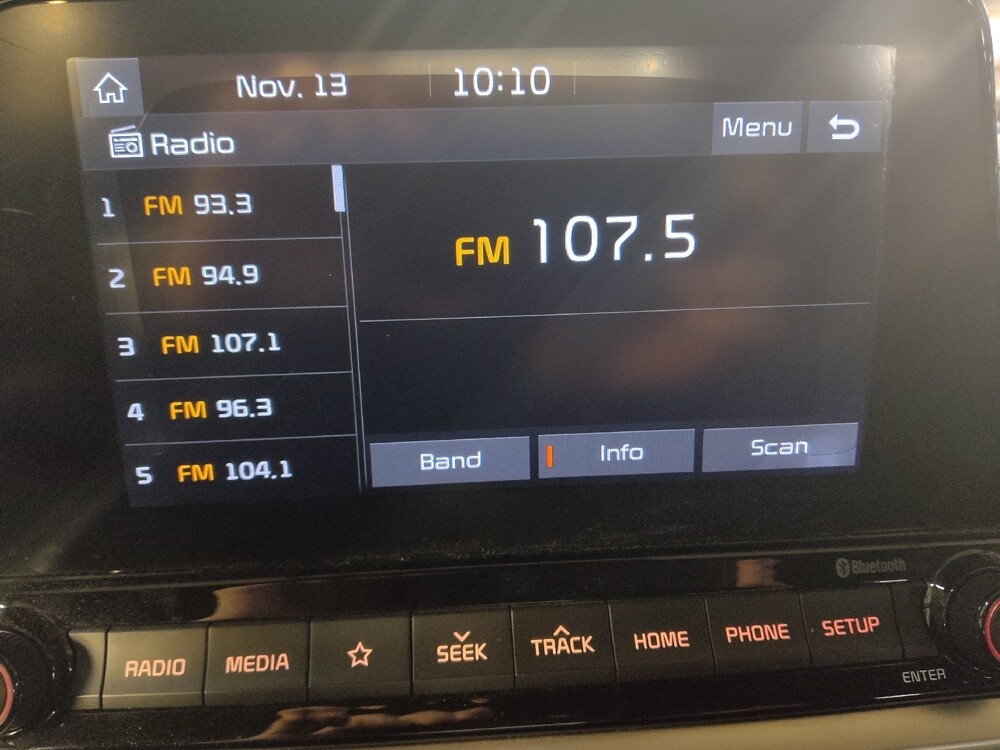 Nov. 13 10:10
Radio Menu
1 FM 93.3
2 FM 94.9
3 FM 107.1
4 FM 96.3
5 FM 104.1
FM 107.5
Band Info Scan
Bluetooth
RADIO MEDIA SEEK TRACK HOME PHONE SETUP
ENTER